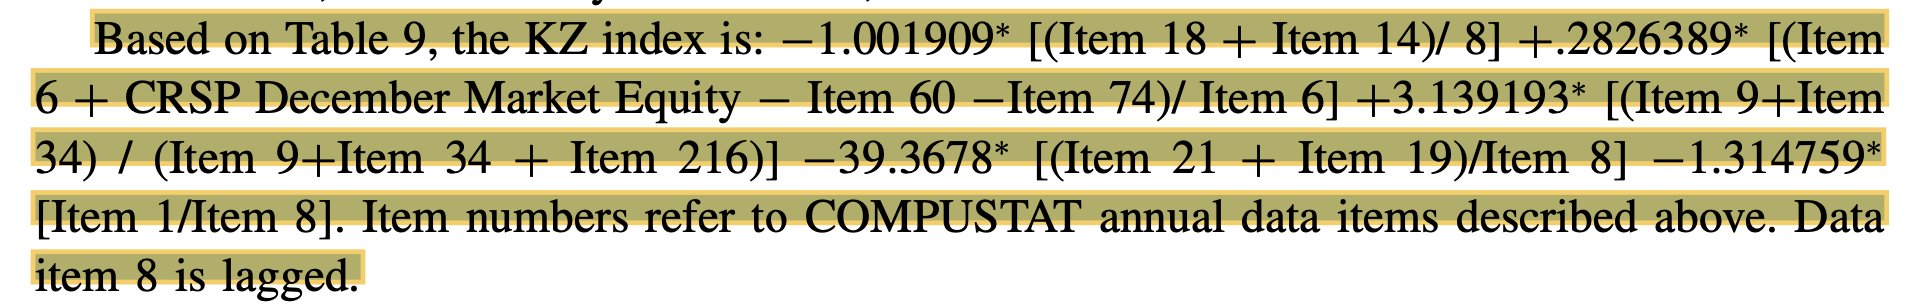 Based on Table 9, the KZ index is: −1.001909* [(Item 18 + Item 14)/ 8] +.2826389* [(Item
6 + CRSP December Market Equity − Item 60 −Item 74)/ Item 6] +3.139193* [(Item 9+Item
34) / (Item 9+Item 34 + Item 216)] −39.3678* [(Item 21 + Item 19)/Item 8] −1.314759*
[Item 1/Item 8]. Item numbers refer to COMPUSTAT annual data items described above. Data
item 8 is lagged.